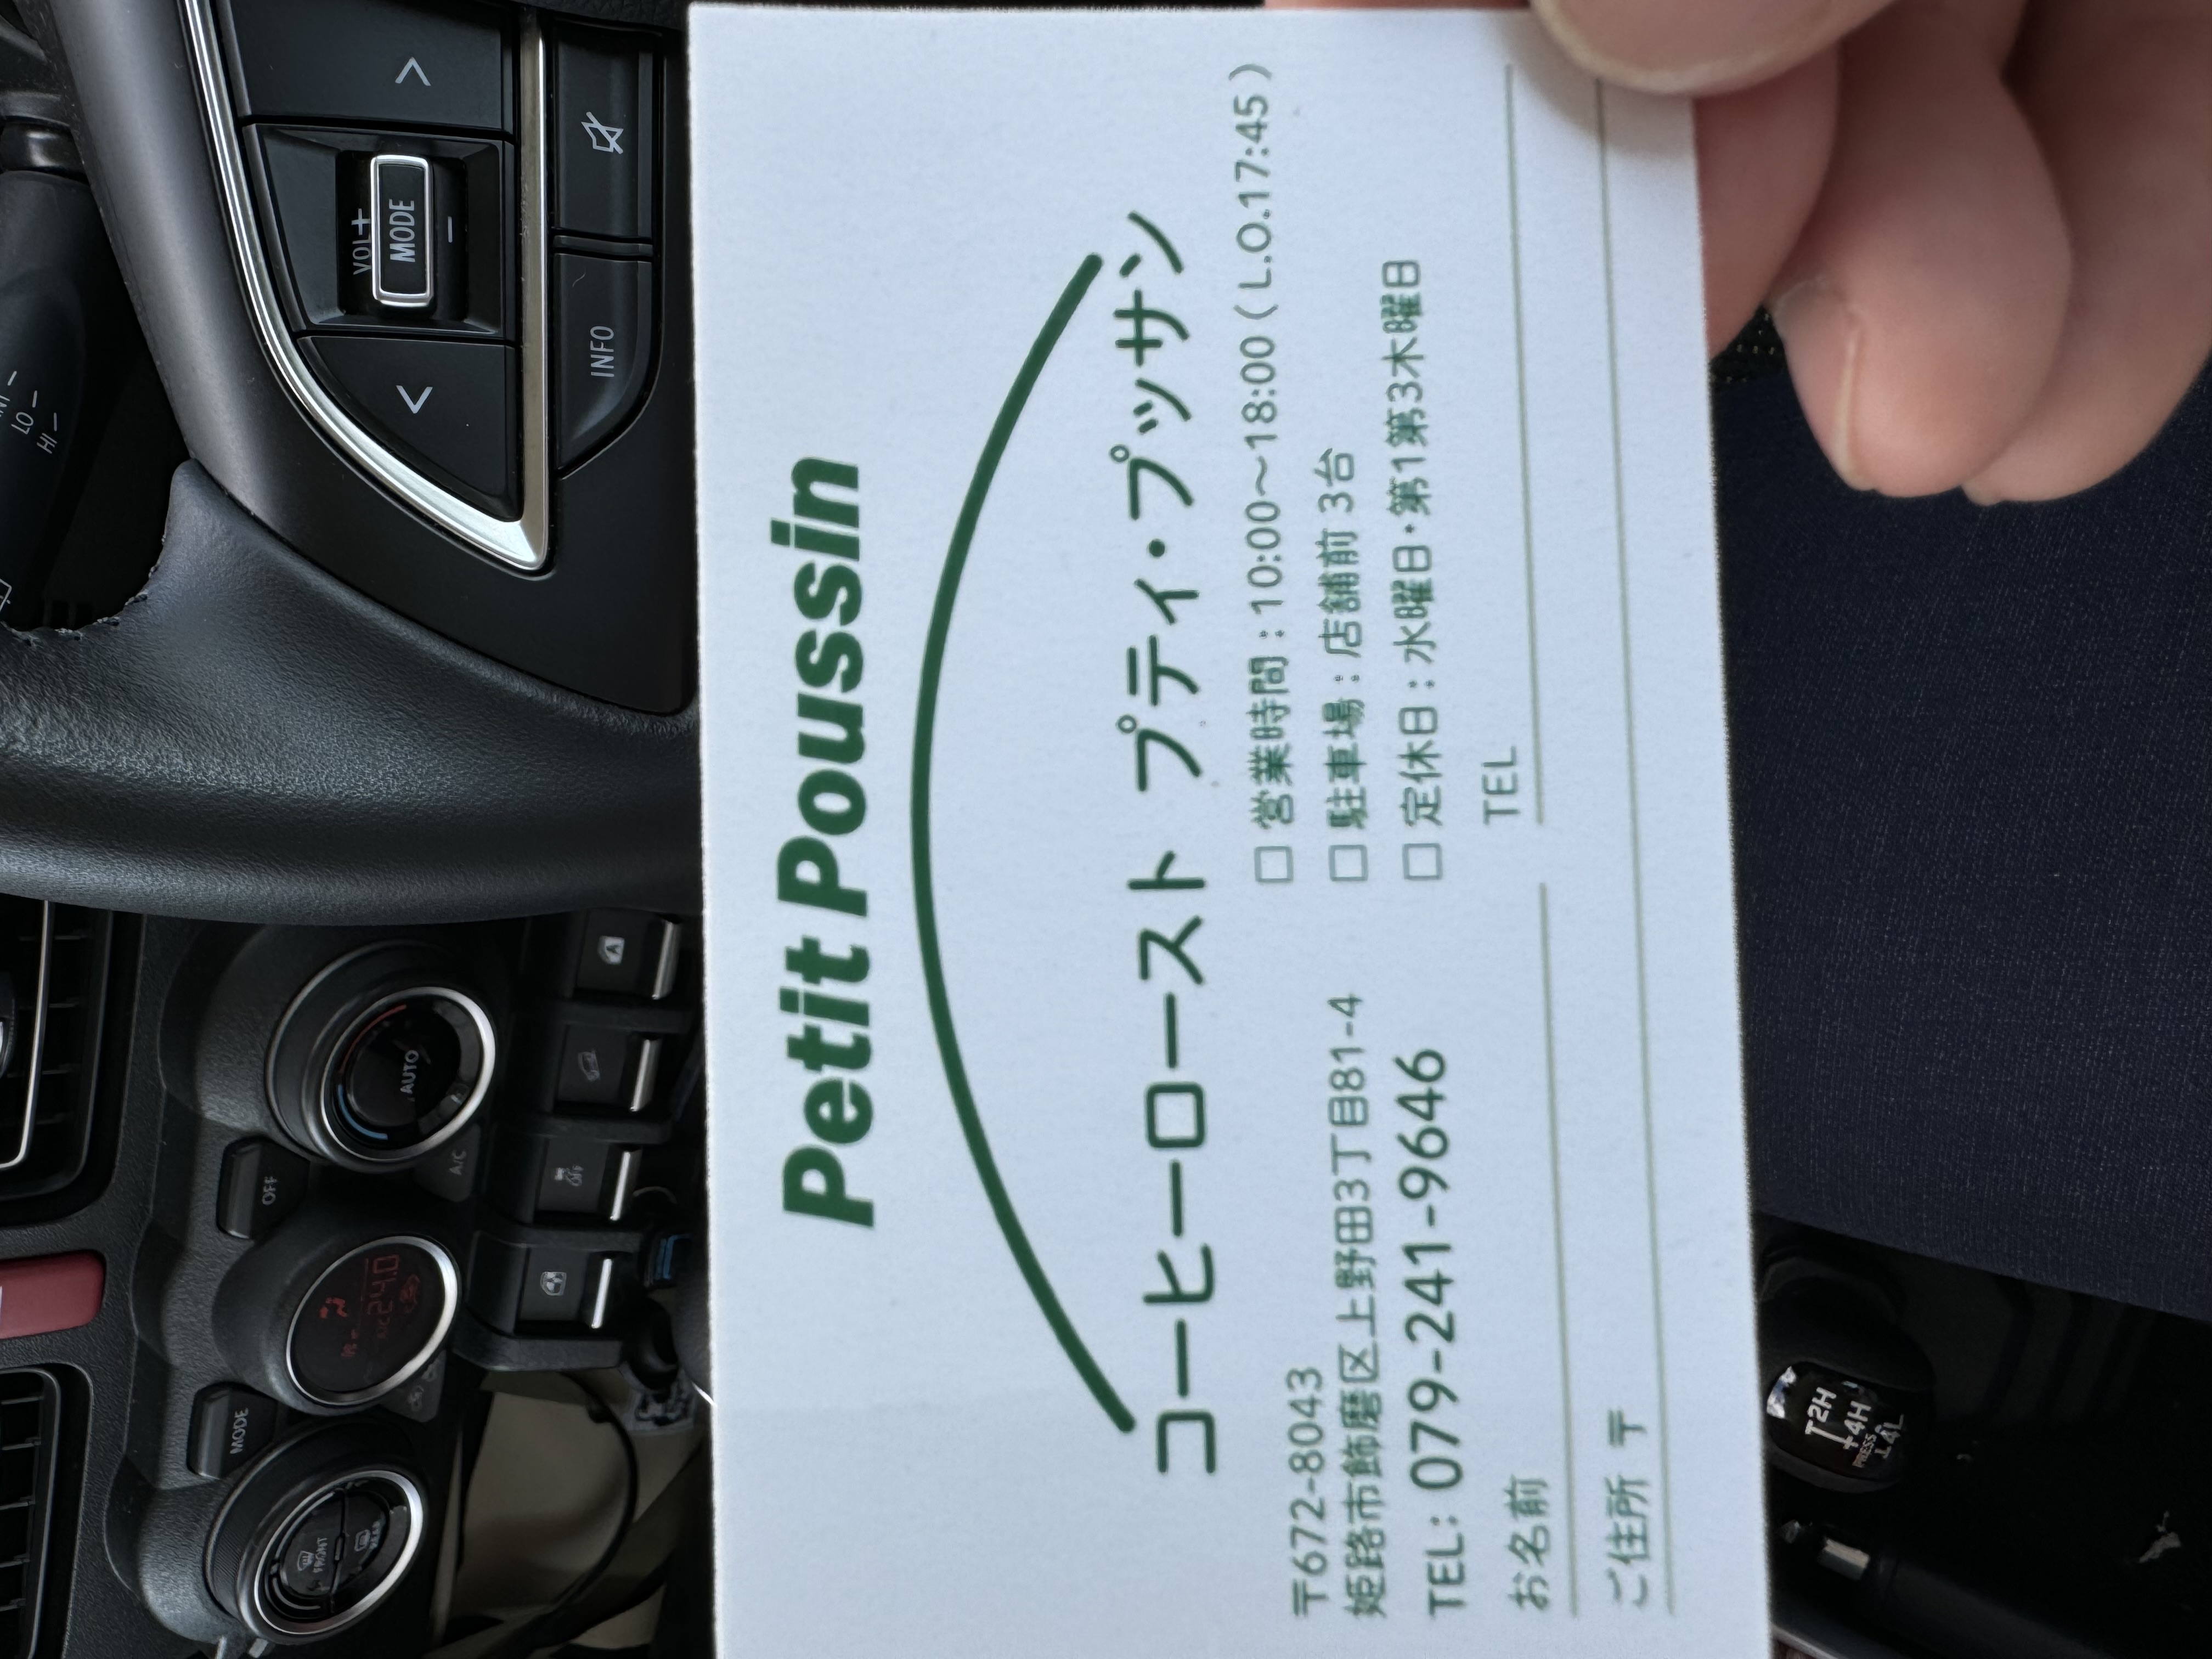 Petit Poussin
コーヒーロースト プティ・プッサン
〒672-8043
姫路市飾磨区上野田3丁目81-4
TEL: 079-241-9646
□ 営業時間:10:00~18:00(L.O.17:45)
□ 駐車場:店舗前 3台
□ 定休日:水曜日・第1第3木曜日
お名前
TEL
ご住所 〒
VOL+
MODE
INFO
LO
HI
AUTO
A/C
OFF
24.0
MODE
FRONT
REAR
2H
4H
PRESS
4L